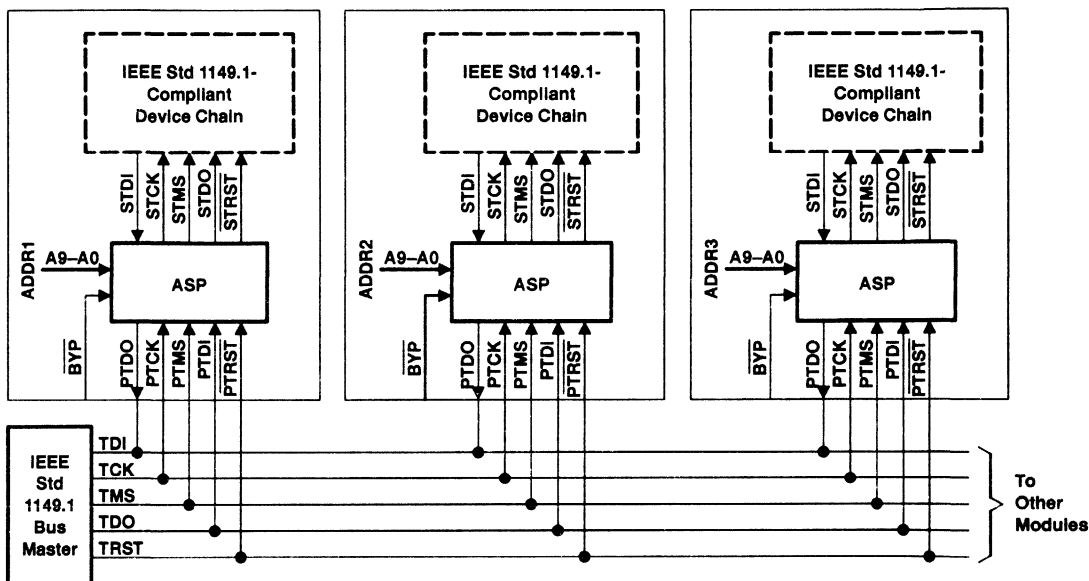 IEEE Std 1149.1-
Compliant
Device Chain
IEEE Std 1149.1-
Compliant
Device Chain
IEEE Std 1149.1-
Compliant
Device Chain
STDI
STCK
STMS
STDO
STRST
STDI
STCK
STMS
STDO
STRST
STDI
STCK
STMS
STDO
STRST
ADDR1
A9–A0
ASP
ADDR2
A9–A0
ASP
ADDR3
A9–A0
ASP
BYP
PTDO
PTCK
PTMS
PTDI
PTRST
BYP
PTDO
PTCK
PTMS
PTDI
PTRST
BYP
PTDO
PTCK
PTMS
PTDI
PTRST
IEEE
Std
1149.1
Bus
Master
TDI
TCK
TMS
TDO
TRST
To
Other
Modules